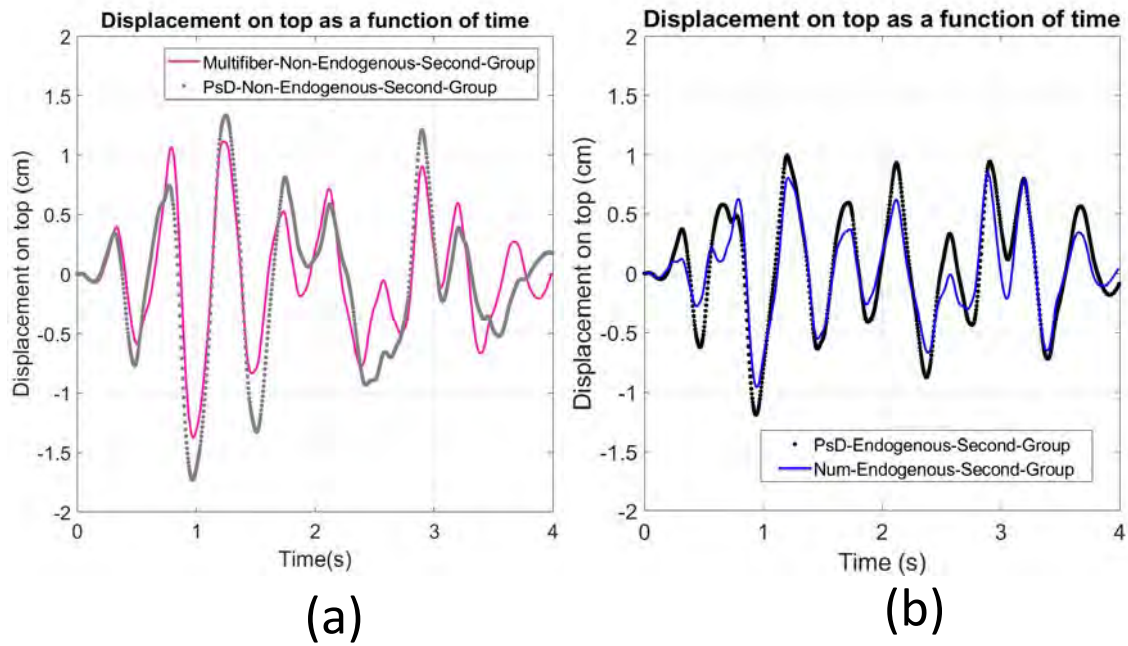 Displacement on top as a function of time
2
1.5
1
0.5
0
-0.5
-1
-1.5
-2
0
1
2
3
4
Displacement on top (cm)
Time(s)
Multifiber-Non-Endogenous-Second-Group
PsD-Non-Endogenous-Second-Group
(a)
Displacement on top as a function of time
2
1.5
1
0.5
0
-0.5
-1
-1.5
-2
0
1
2
3
4
Displacement on top (cm)
Time (s)
PsD-Endogenous-Second-Group
Num-Endogenous-Second-Group
(b)